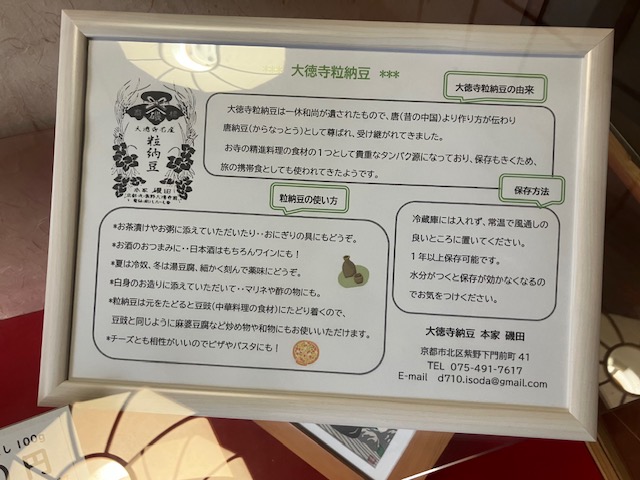 大徳寺粒納豆 ***
大徳寺粒納豆の由来
大徳寺粒納豆は一休和尚が遺されたもので、唐(昔の中国)より作り方が伝わり
唐納豆(からなっとう)として尊ばれ、受け継がれてきました。
お寺の精進料理の食材の1つとして貴重なタンパク源になっており、保存もきくため、
旅の携帯食としても使われてきたようです。
大徳寺名産
粒納豆
本家 磯田
粒納豆の使い方
*お茶漬けやお粥に添えていただいたり・・おにぎりの具にもどうぞ。
*お酒のおつまみに・・日本酒はもちろんワインにも!
*夏は冷奴、冬は湯豆腐、細かく刻んで薬味にどうぞ。
*白身のお造りに添えていただいて・・マリネや酢の物にも。
*粒納豆は元をたどると豆豉(中華料理の食材)にたどり着くので、
豆豉と同じように麻婆豆腐など炒め物や和物にもお使いいただけます。
*チーズとも相性がいいのでピザやパスタにも!
保存方法
冷蔵庫には入れず、常温で風通しの
良いところに置いてください。
1年以上保存可能です。
水分がつくと保存が効かなくなるの
でお気をつけください。
大徳寺納豆 本家 磯田
京都市北区紫野下門前町 41
TEL 075-491-7617
E-mail d710.isoda@gmail.com
し 100g
円